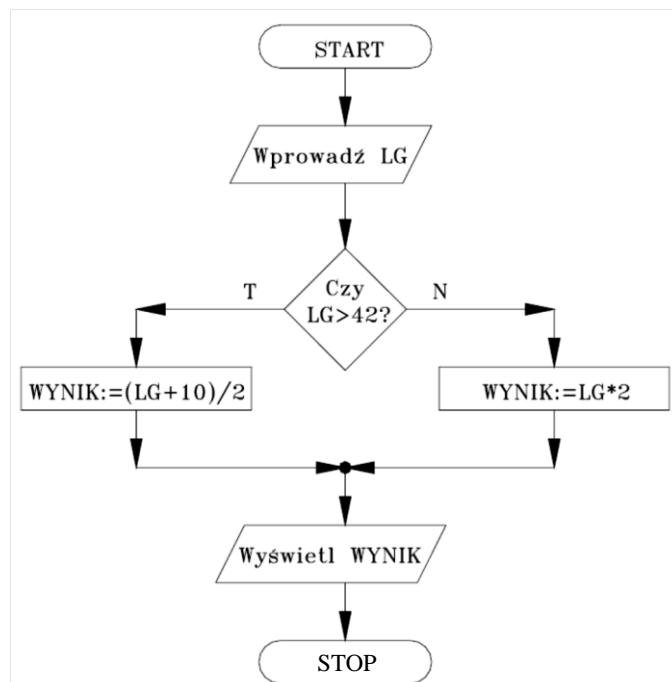 START
Wprowadź LG
Czy
LG>42?
T
N
WYNIK:=(LG+10)/2
WYNIK:=LG*2
Wyświetl WYNIK
STOP